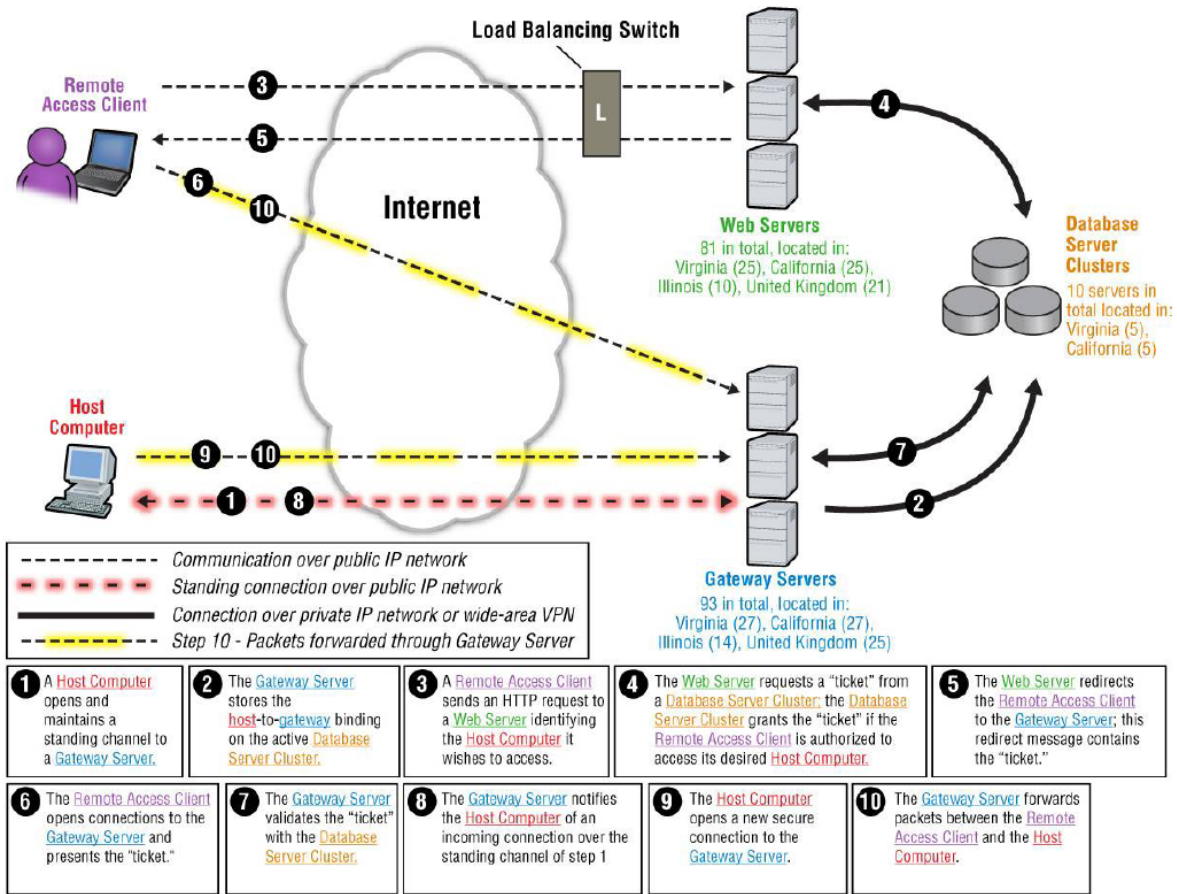 Load Balancing Switch
Remote
Access Client
3
L
4
5
6
10
Internet
Web Servers
81 in total, located in:
Virginia (25), California (25),
Illinois (10), United Kingdom (21)
Database
Server
Clusters
10 servers in
total located in:
Virginia (5),
California (5)
Host
Computer
9
10
7
1
8
2
Communication over public IP network
Standing connection over public IP network
Connection over private IP network or wide-area VPN
Step 10 - Packets forwarded through Gateway Server
Gateway Servers
93 in total, located in:
Virginia (27), California (27),
Illinois (14), United Kingdom (25)
1
A Host Computer
opens and
maintains a
standing channel to
a Gateway Server.
2
The Gateway Server
stores the
host-to-gateway binding
on the active Database
Server Cluster.
3
A Remote Access Client
sends an HTTP request to
a Web Server identifying
the Host Computer it
wishes to access.
4
The Web Server requests a "ticket" from
a Database Server Cluster; the Database
Server Cluster grants the "ticket" if the
Remote Access Client is authorized to
access its desired Host Computer.
5
The Web Server redirects
the Remote Access Client
to the Gateway Server; this
redirect message contains
the "ticket."
6
The Remote Access Client
opens connections to the
Gateway Server and
presents the "ticket."
7
The Gateway Server
validates the "ticket"
with the Database
Server Cluster.
8
The Gateway Server notifies
the Host Computer of an
incoming connection over the
standing channel of step 1
9
The Host Computer
opens a new secure
connection to the
Gateway Server.
10
The Gateway Server forwards
packets between the Remote
Access Client and the Host
Computer.